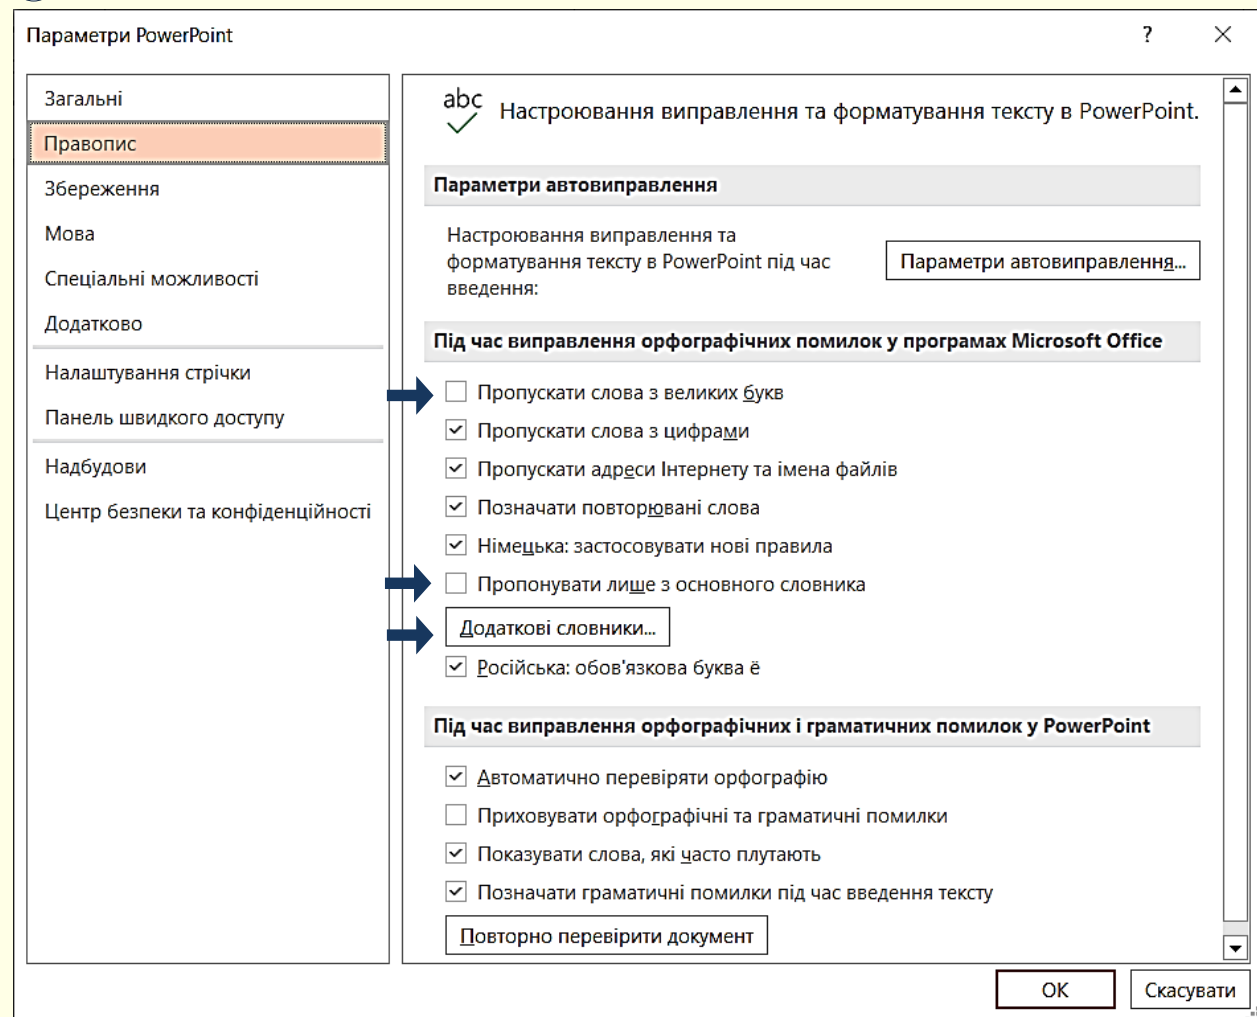 Параметри PowerPoint
?
Загальні
Правопис
Збереження
Мова
Спеціальні можливості
Додатково
Налаштування стрічки
Панель швидкого доступу
Надбудови
Центр безпеки та конфіденційності
abc
Настроювання виправлення та форматування тексту в PowerPoint.
Параметри автовиправлення
Настроювання виправлення та
форматування тексту в PowerPoint під час
введення:
Параметри автовиправлення...
Під час виправлення орфографічних помилок у програмах Microsoft Office
Пропускати слова з великих букв
Пропускати слова з цифрами
Пропускати адреси Інтернету та імена файлів
Позначати повторювані слова
Німецька: застосовувати нові правила
Пропонувати лише з основного словника
Додаткові словники...
Російська: обов'язкова буква ё
Під час виправлення орфографічних і граматичних помилок у PowerPoint
Автоматично перевіряти орфографію
Приховувати орфографічні та граматичні помилки
Показувати слова, які часто плутають
Позначати граматичні помилки під час введення тексту
Повторно перевірити документ
ОК
Скасувати